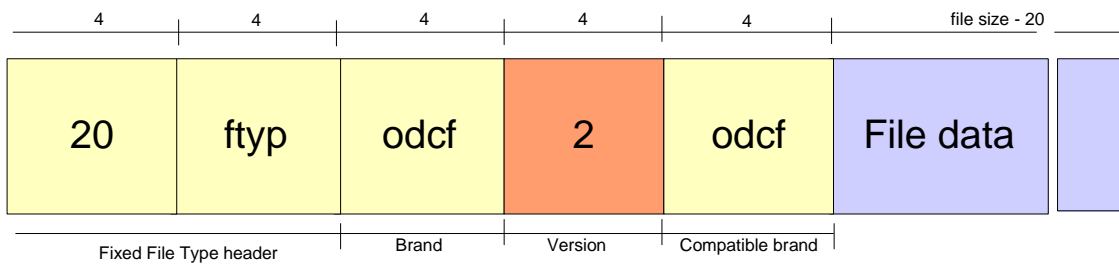 4 4 4 4 4 file size - 20
20 ftyp odcf 2 odcf File data
Fixed File Type header Brand Version Compatible brand